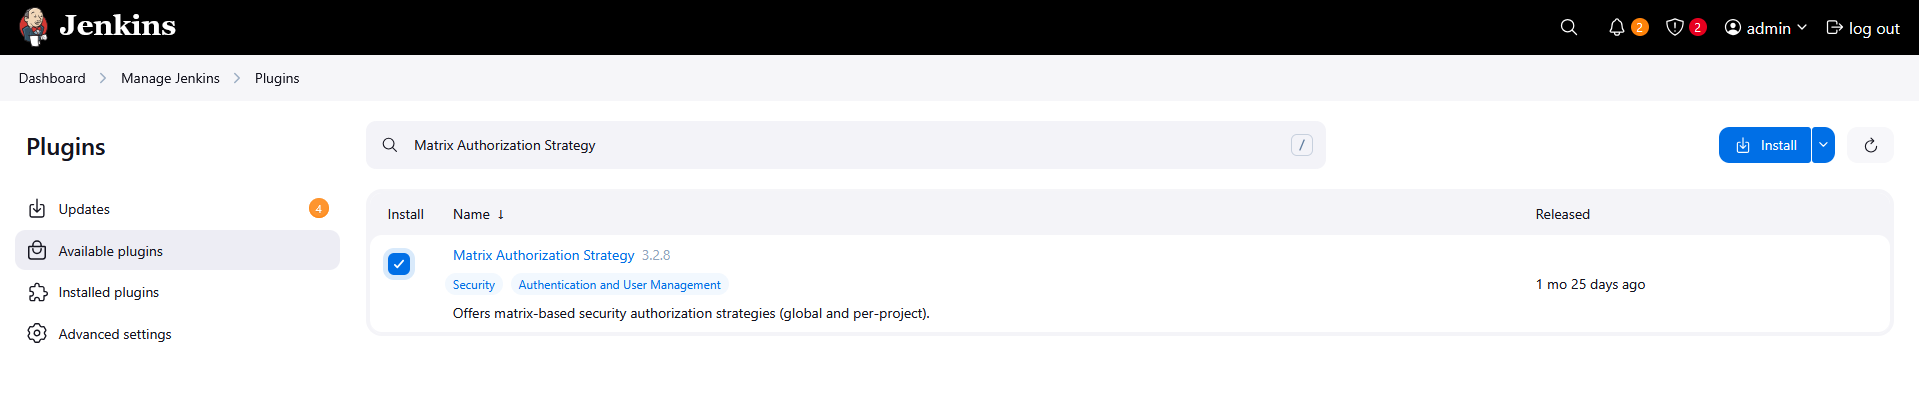 Jenkins
2
2
admin
log out
Dashboard
Manage Jenkins
Plugins
Plugins
Matrix Authorization Strategy
/
Install
Updates
4
Available plugins
Installed plugins
Advanced settings
Install Name ↓ Released
Matrix Authorization Strategy 3.2.8
Security Authentication and User Management
1 mo 25 days ago
Offers matrix-based security authorization strategies (global and per-project).